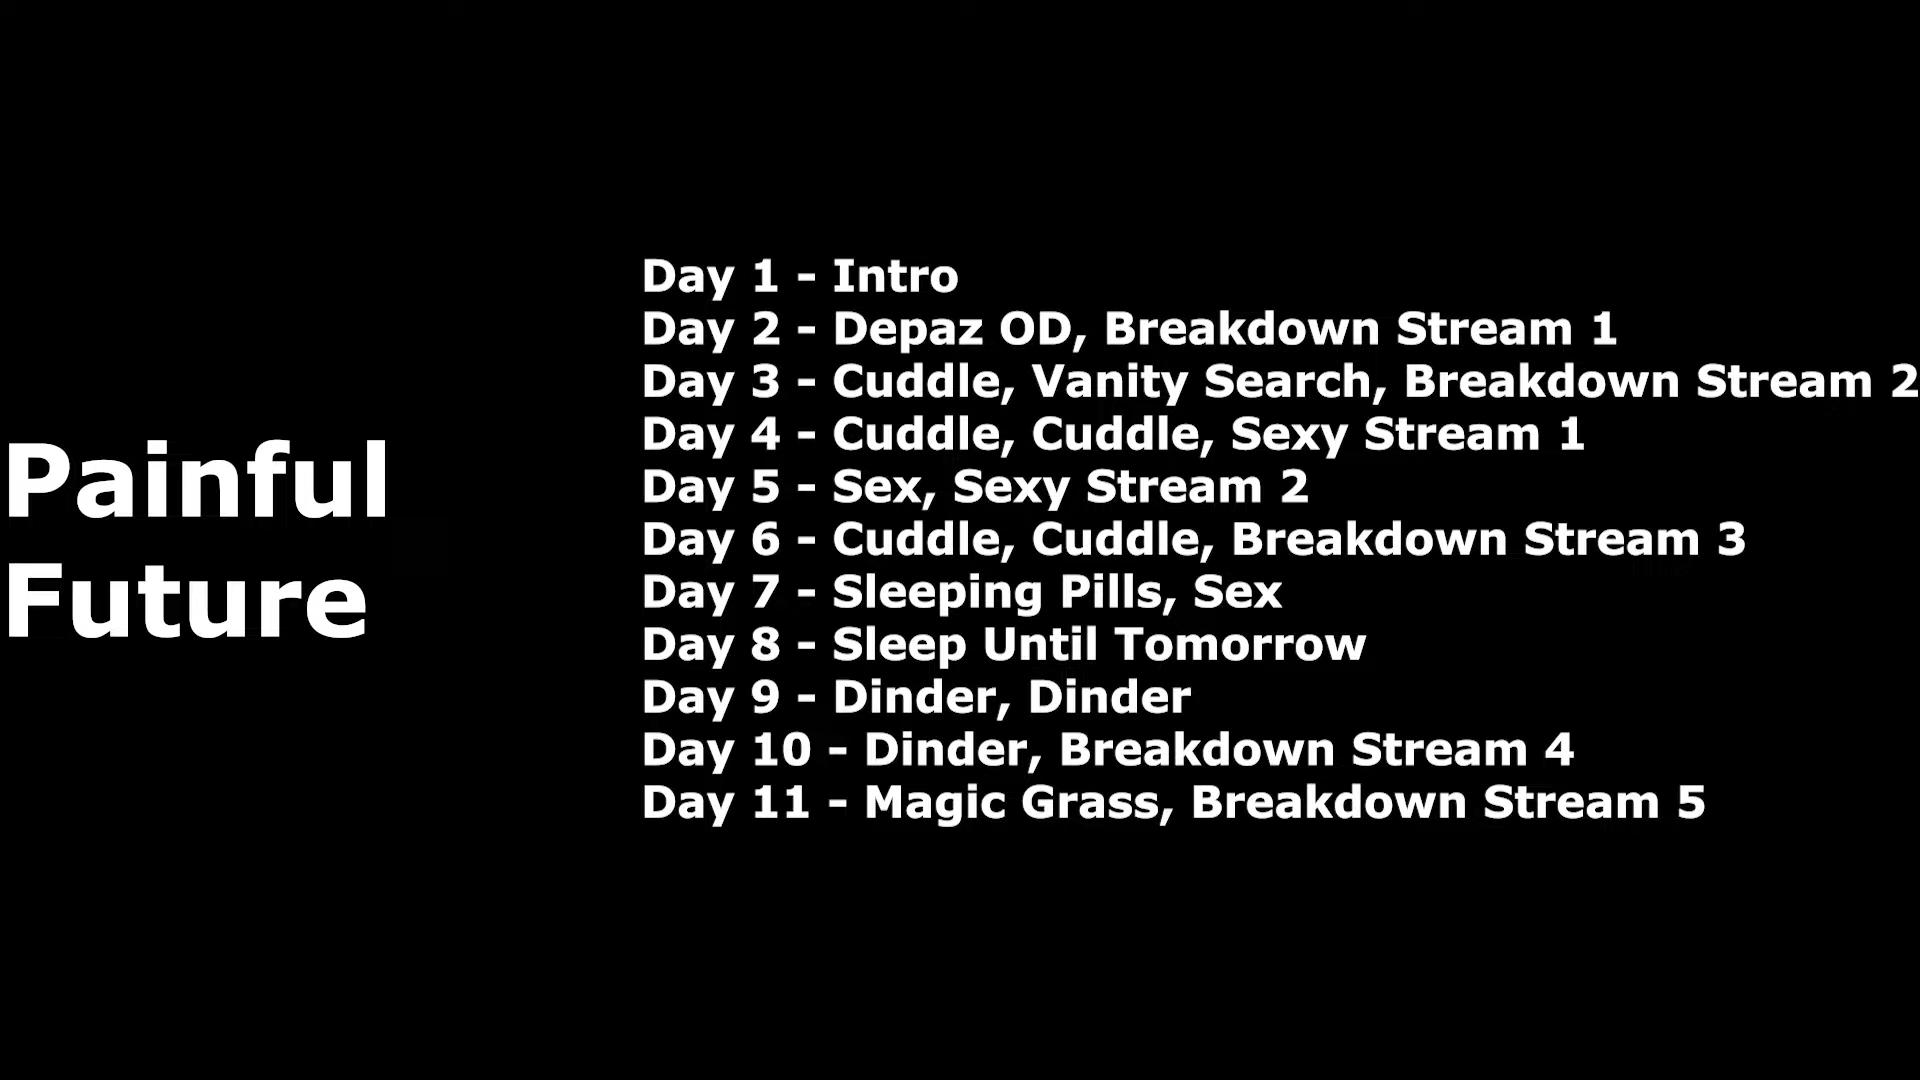 Painful
Future
Day 1 - Intro
Day 2 - Depaz OD, Breakdown Stream 1
Day 3 - Cuddle, Vanity Search, Breakdown Stream 2
Day 4 - Cuddle, Cuddle, Sexy Stream 1
Day 5 - Sex, Sexy Stream 2
Day 6 - Cuddle, Cuddle, Breakdown Stream 3
Day 7 - Sleeping Pills, Sex
Day 8 - Sleep Until Tomorrow
Day 9 - Dinder, Dinder
Day 10 - Dinder, Breakdown Stream 4
Day 11 - Magic Grass, Breakdown Stream 5